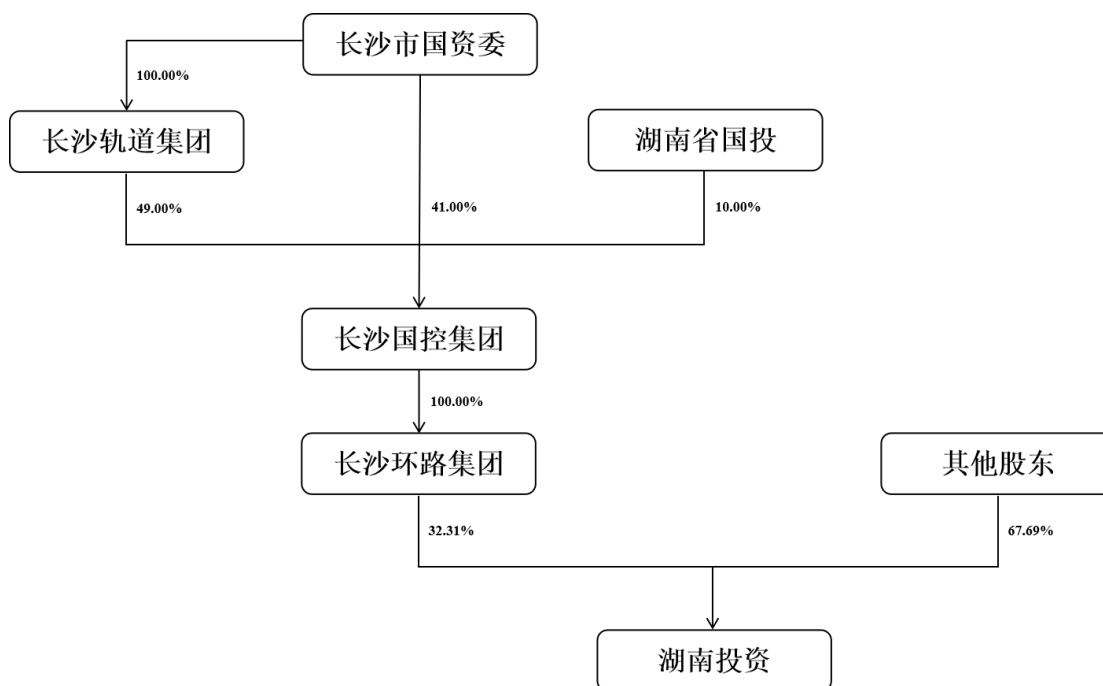 长沙市国资委
100.00%
长沙轨道集团
湖南省国投
49.00%
41.00%
10.00%
长沙国控集团
100.00%
长沙环路集团
其他股东
32.31%
67.69%
湖南投资